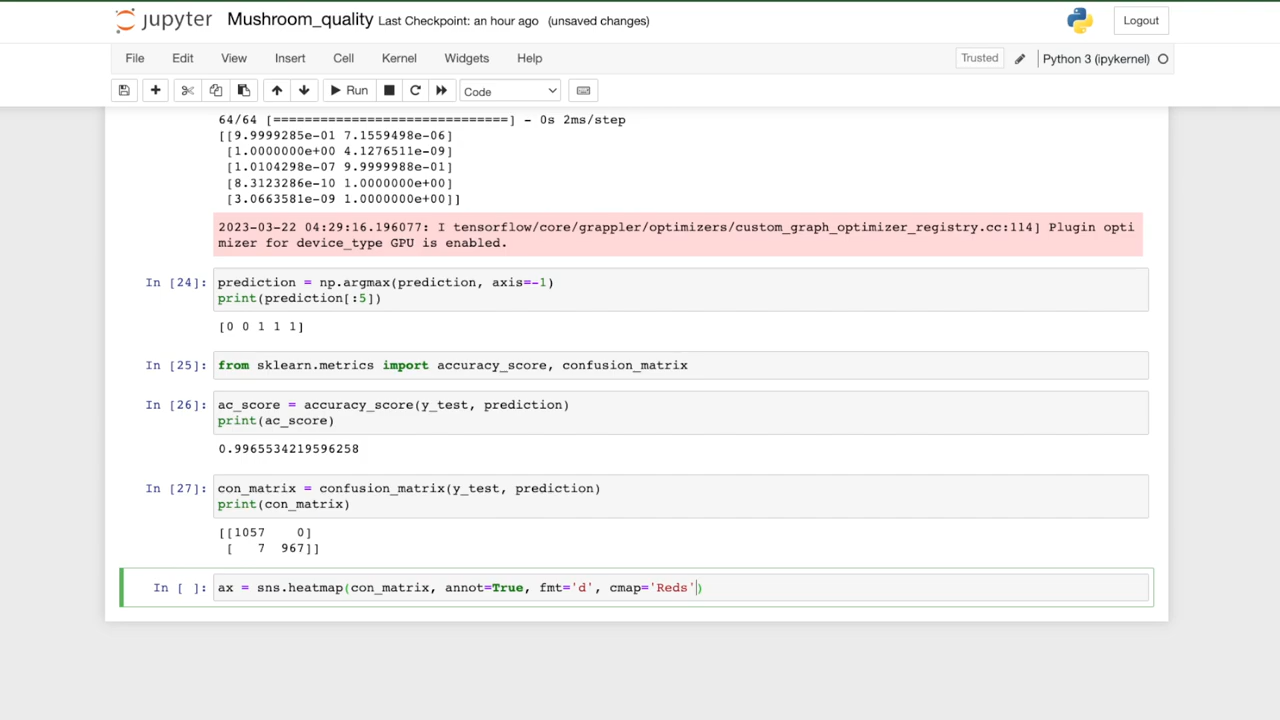 jupyter Mushroom_quality Last Checkpoint: an hour ago (unsaved changes) Logout
File Edit View Insert Cell Kernel Widgets Help Trusted Python 3 (ipykernel)
Run Code
64/64 [==============================] - 0s 2ms/step
[[9.9999285e-01 7.1559498e-06]
[1.0000000e+00 4.1276511e-09]
[1.0104298e-07 9.9999988e-01]
[8.3123286e-10 1.0000000e+00]
[3.0663581e-09 1.0000000e+00]]
2023-03-22 04:29:16.196077: I tensorflow/core/grappler/optimizers/custom_graph_optimizer_registry.cc:114] Plugin opti
mizer for device_type GPU is enabled.
In [24]: prediction = np.argmax(prediction, axis=-1)
print(prediction[:5])
[0 0 1 1 1]
In [25]: from sklearn.metrics import accuracy_score, confusion_matrix
In [26]: ac_score = accuracy_score(y_test, prediction)
print(ac_score)
0.9965534219596258
In [27]: con_matrix = confusion_matrix(y_test, prediction)
print(con_matrix)
[[1057    0]
[   7  967]]
In [ ]: ax = sns.heatmap(con_matrix, annot=True, fmt='d', cmap='Reds')